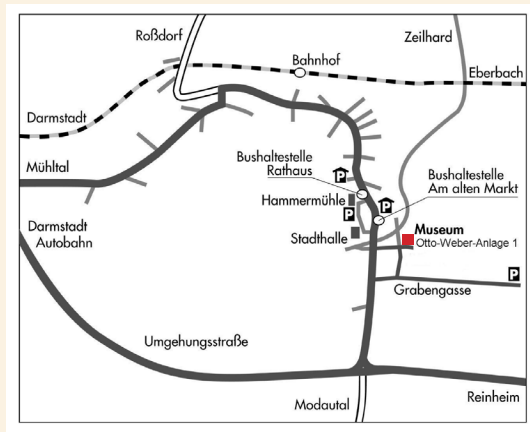 Roßdorf
Zeilhard
Bahnhof
Eberbach
Darmstadt
Mühltal
Bushaltestelle
Rathaus
P
Bushaltestelle
Am alten Markt
P
Hammermühle
P
Stadthalle
Museum
Otto-Weber-Anlage 1
Darmstadt
Autobahn
P
Grabengasse
Umgehungsstraße
Modautal
Reinheim